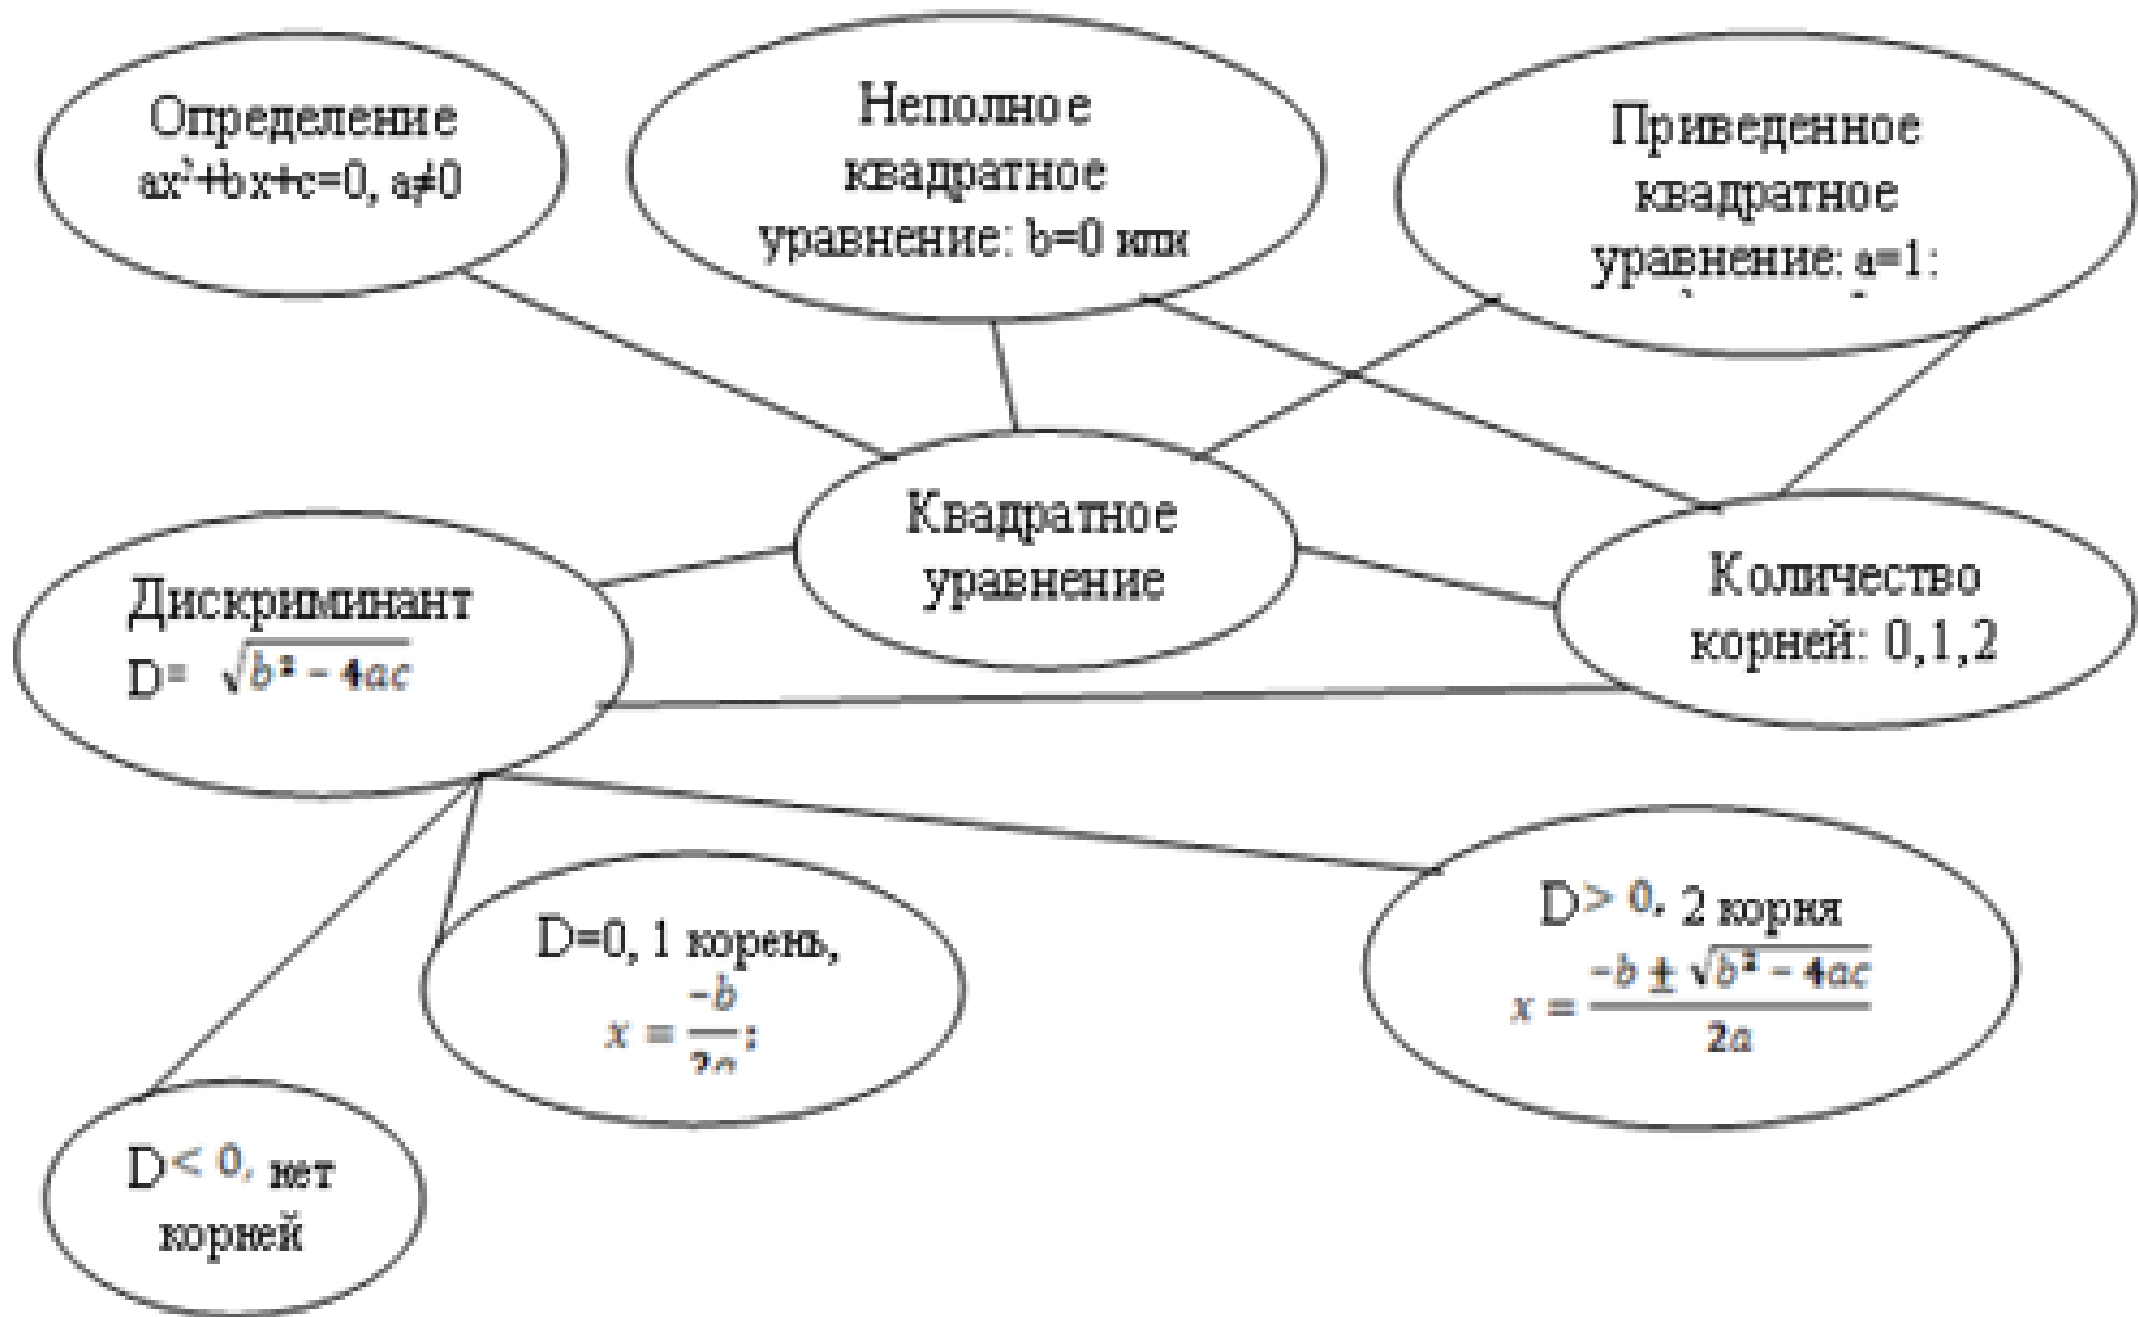 Определение
ax²+bx+c=0, a≠0
Неполное
квадратное
уравнение: b=0 или
Приведенное
квадратное
уравнение: a=1:
Квадратное
уравнение
Дискриминант
D= √b² − 4ac
Количество
корней: 0,1,2
D=0, 1 корень,
x = −b/2a;
D> 0. 2 корня
x = −b ± √b² − 4ac / 2a
D< 0, нет
корней